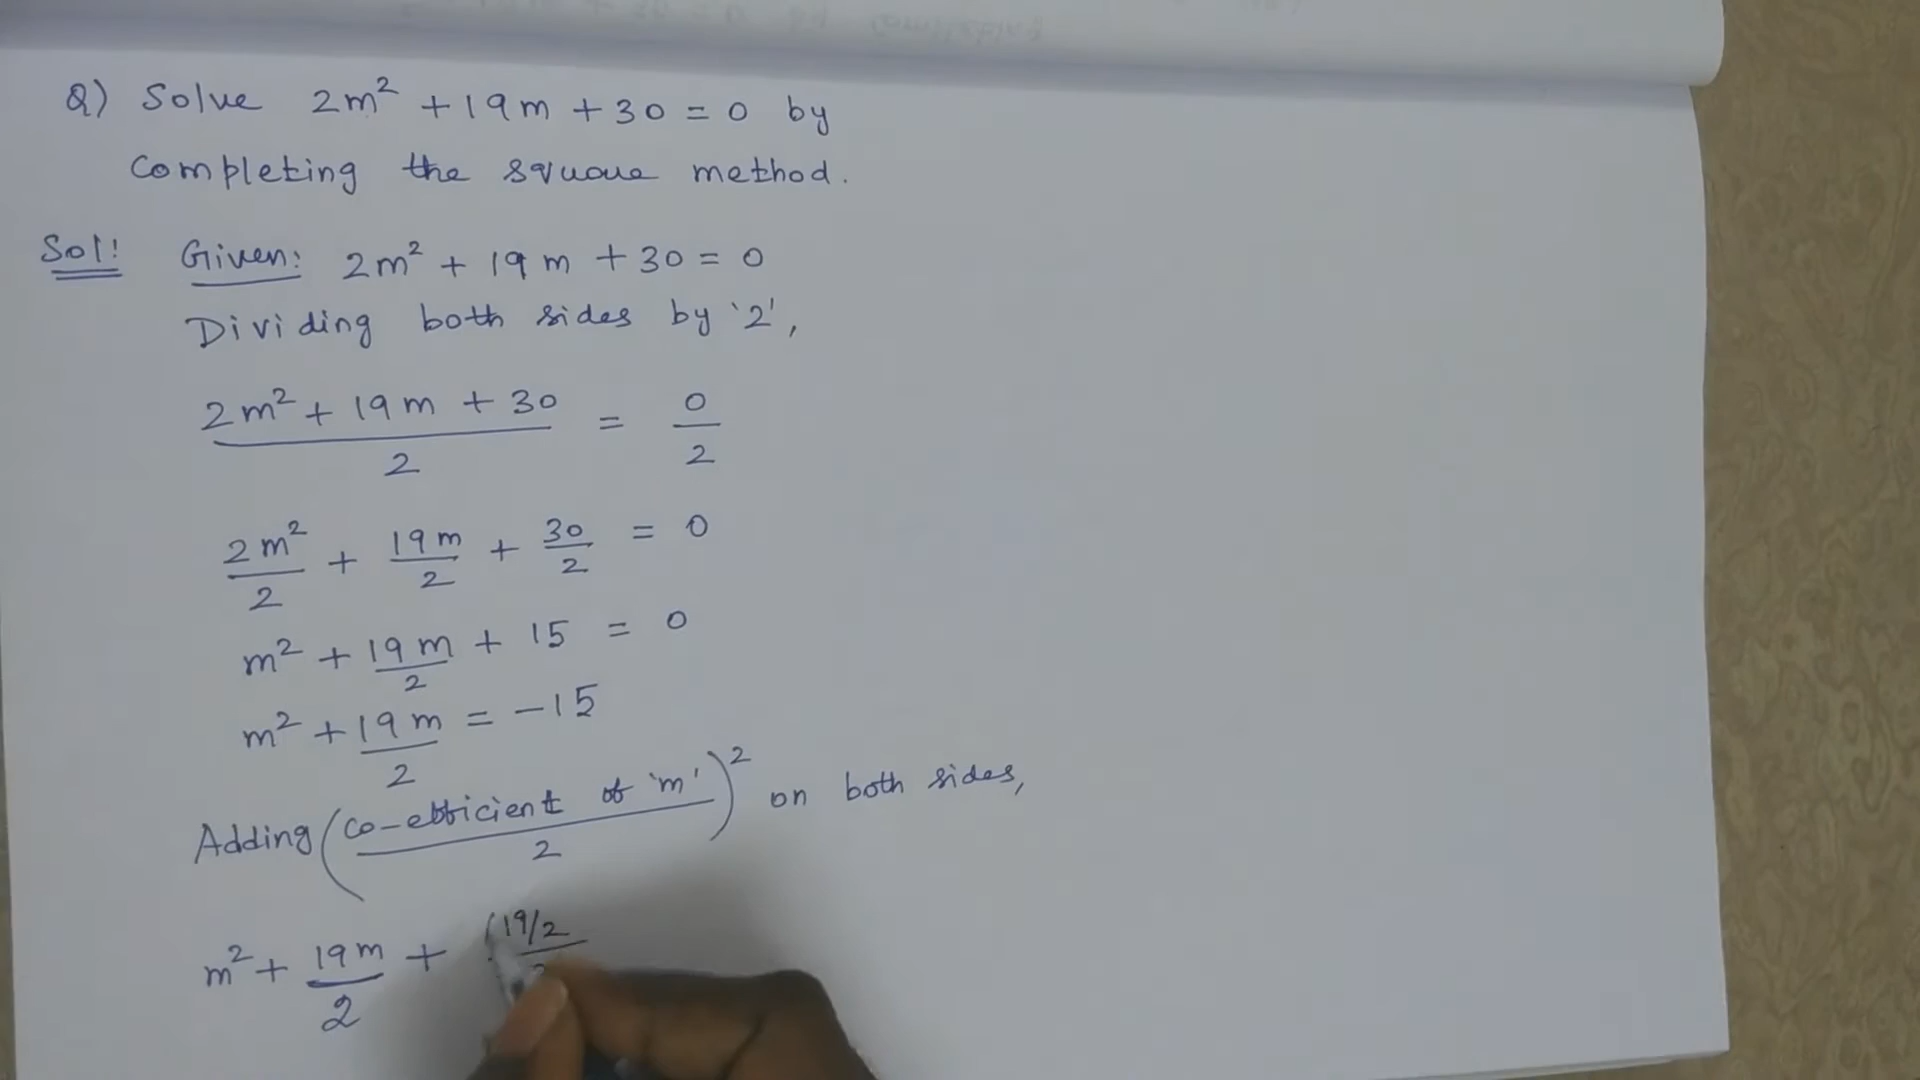 Q) Solve 2m² + 19m + 30 = 0 by
Completing the square method.
Sol! Given: 2m² + 19m + 30 = 0
Dividing both sides by '2',
(2m² + 19m + 30)/2 = 0/2
2m²/2 + 19m/2 + 30/2 = 0
m² + 19m/2 + 15 = 0
m² + 19m/2 = -15
Adding (co-efficient of 'm'/2)² on both sides,
m² + 19m/2 + (19/2